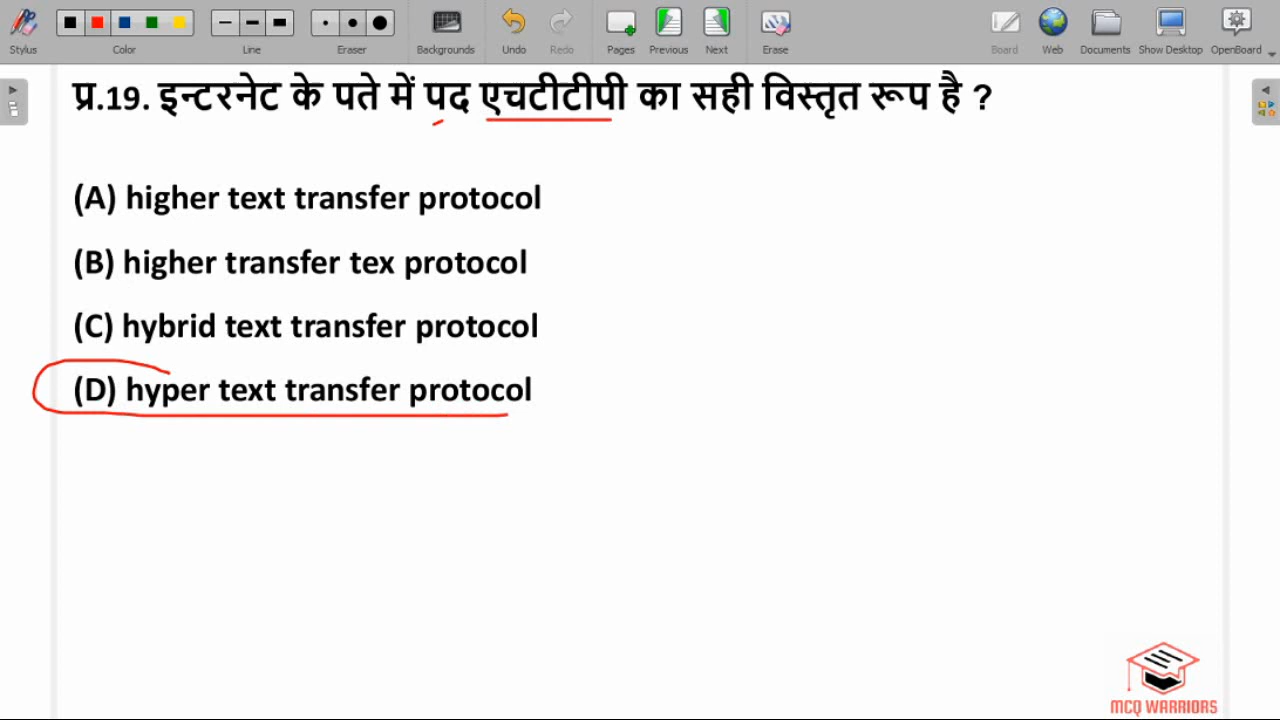 Stylus Color Line Eraser Backgrounds Undo Redo Pages Previous Next Erase Board Web Documents Show Desktop OpenBoard
प्र.19. इन्टरनेट के पते में पद एचटीटीपी का सही विस्तृत रूप है ?
(A) higher text transfer protocol
(B) higher transfer tex protocol
(C) hybrid text transfer protocol
(D) hyper text transfer protocol
MCQ WARRIORS